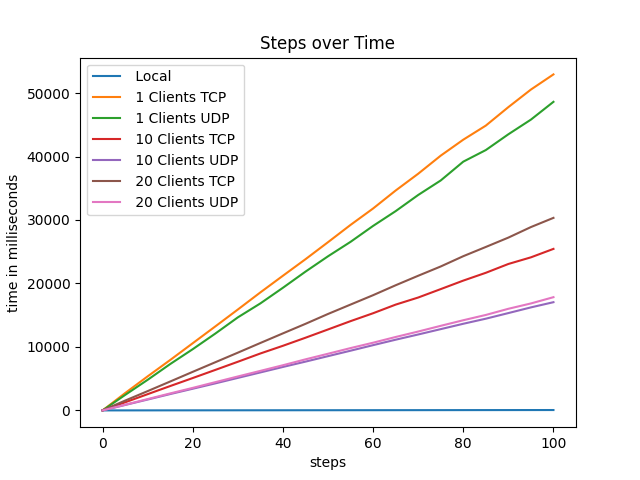 Steps over Time
Local
1 Clients TCP
1 Clients UDP
10 Clients TCP
10 Clients UDP
20 Clients TCP
20 Clients UDP
time in milliseconds
50000
40000
30000
20000
10000
0
0 20 40 60 80 100
steps